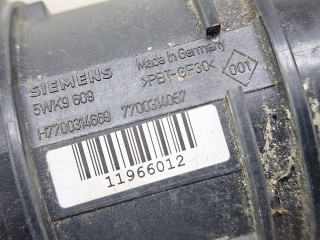 Made in Germany
SIEMENS >PBT-GF30< 001
5WK9 609
H7700314669 7700314057
11966012